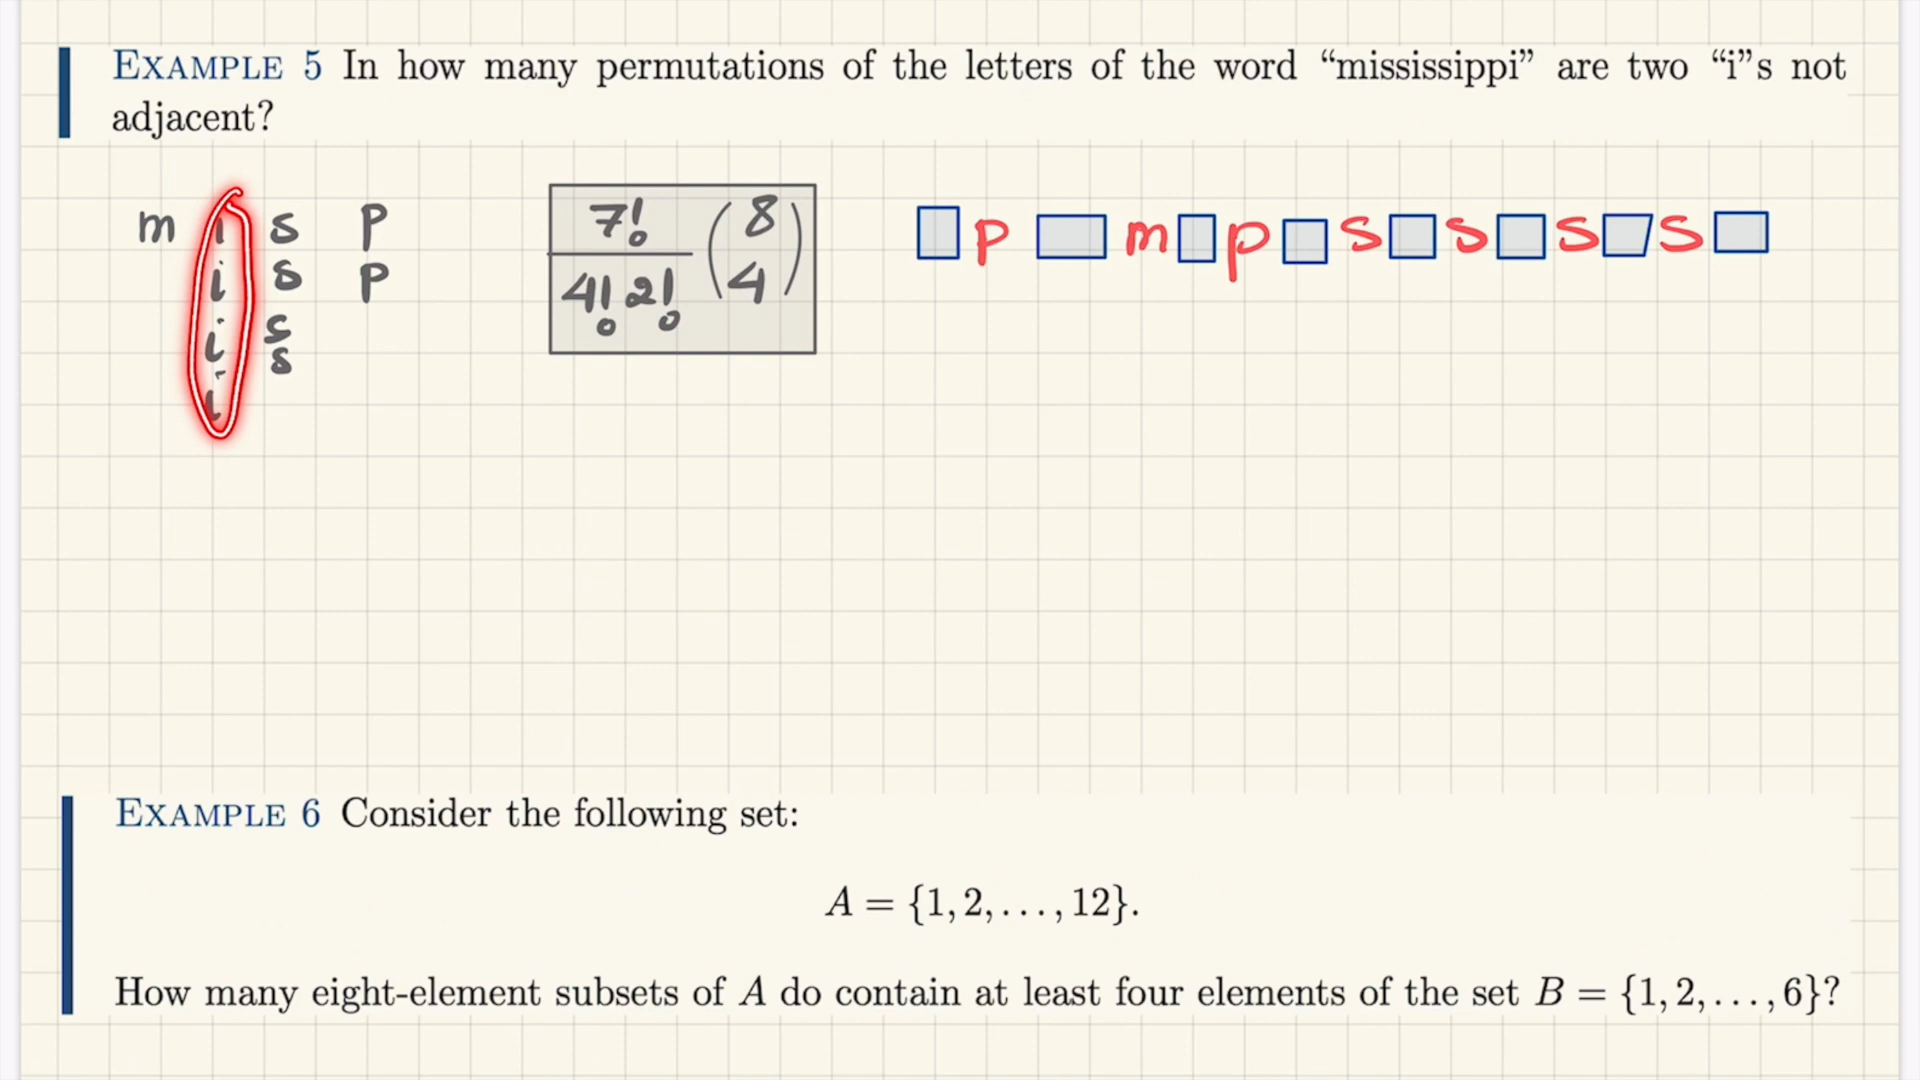 EXAMPLE 5 In how many permutations of the letters of the word “mississippi” are two “i”s not
adjacent?
m i s p
i s p
i s
i s
7!
4! 2!
(8
4)
p m p s s s s
EXAMPLE 6 Consider the following set:
A = {1, 2, . . . , 12}.
How many eight-element subsets of A do contain at least four elements of the set B = {1, 2, . . . , 6}?